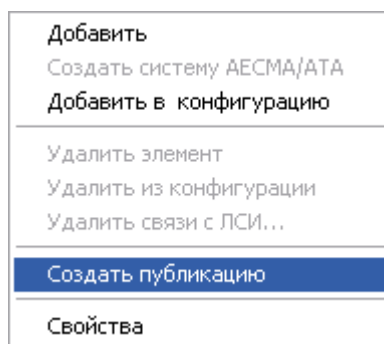 Добавить
Создать систему AECMA/ATA
Добавить в конфигурацию
Удалить элемент
Удалить из конфигурации
Удалить связи с ЛСИ...
Создать публикацию
Свойства